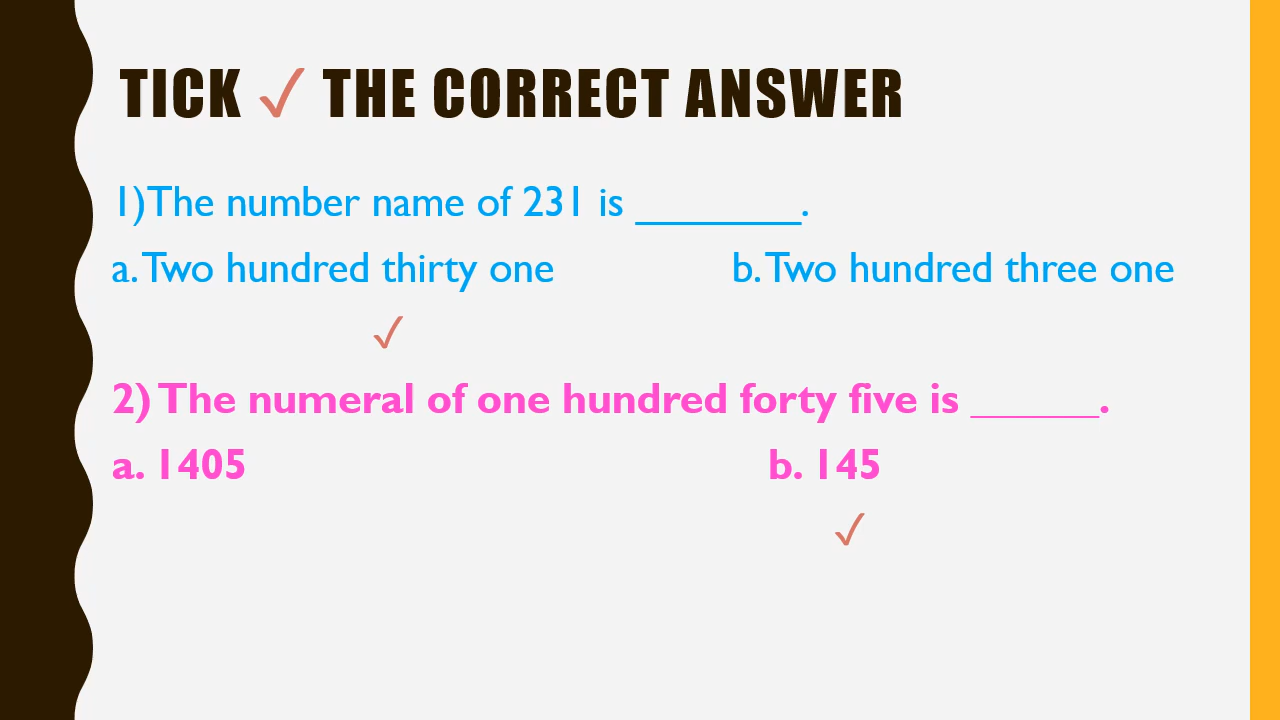 TICK ✓ THE CORRECT ANSWER
1)The number name of 231 is _______.
a. Two hundred thirty one b. Two hundred three one
✓
2) The numeral of one hundred forty five is ______.
a. 1405 b. 145
✓